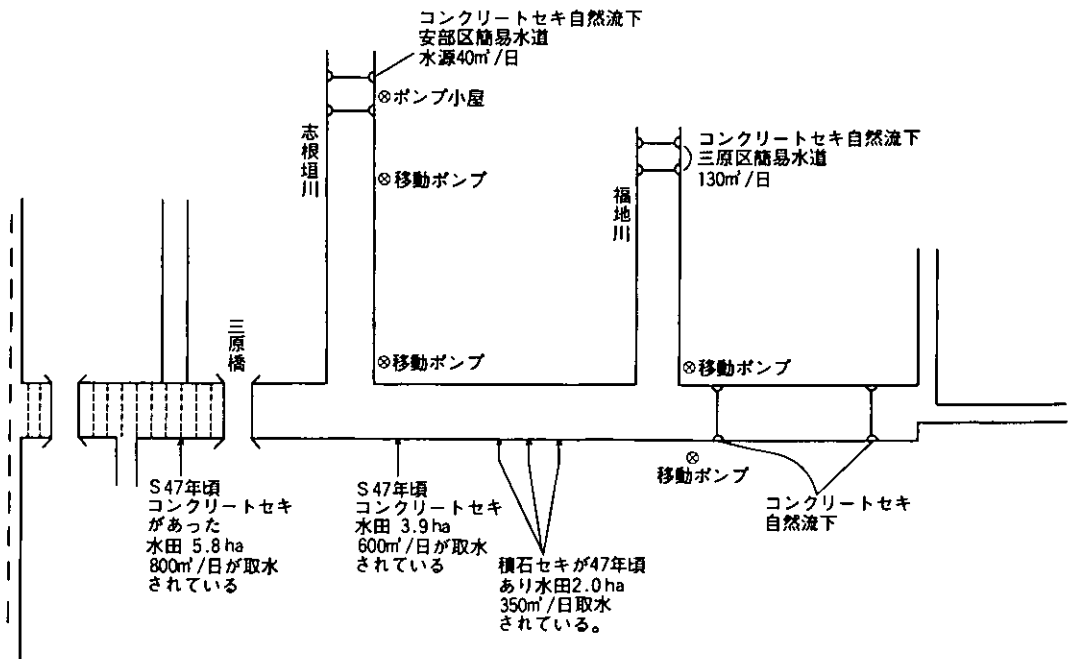 コンクリートセキ自然流下
安部区簡易水道
水源40㎥/日
⊗ポンプ小屋
志根垣川
⊗移動ポンプ
コンクリートセキ自然流下
三原区簡易水道
130㎥/日
福地川
三原橋
⊗移動ポンプ
⊗移動ポンプ
⊗
移動ポンプ
S47年頃
コンクリートセキ
があった
水田 5.8ha
800㎥/日が取水
されている
S47年頃
コンクリートセキ
水田 3.9ha
600㎥/日が取水
されている
積石セキが47年頃
あり水田2.0ha
350㎥/日取水
されている。
コンクリートセキ
自然流下